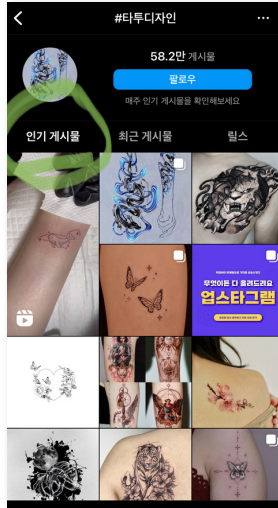 #타투디자인
58.2만 게시물
팔로우
매주 인기 게시물을 확인해보세요
인기 게시물
최근 게시물
릴스
무엇이든 다 올려드려요
업스타그램